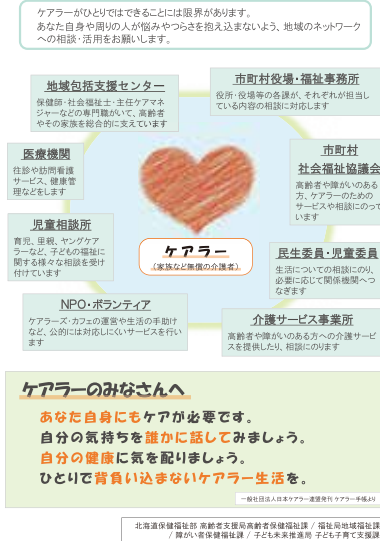 ケアラーがひとりではできることには限界があります。
あなた自身や周りの人が悩みやつらさを抱え込まないよう、地域のネットワーク
への相談・活用をお願いします。
地域包括支援センター
保健師・社会福祉士・主任ケアマネ
ジャーなどの専門職がいて、高齢者
やその家族を総合的に支えています
市町村役場・福祉事務所
役所・役場等の各課が、それぞれが担当し
ている内容の相談に対応します
医療機関
往診や訪問看護
サービス、健康管
理などをします
市町村
社会福祉協議会
高齢者や障がいのある
方、ケアラーのための
サービスや相談にのって
います
児童相談所
育児、里親、ヤングケア
ラーなど、子どもの福祉に
関する様々な相談を受け
付けています
ケアラー
(家族など無償の介護者)
民生委員・児童委員
生活についての相談にのり、
必要に応じて関係機関へつ
なぎます
NPO・ボランティア
ケアラーズ・カフェの運営や生活の手助け
など、公的には対応しにくいサービスを行い
ます
介護サービス事業所
高齢者や障がいのある方への介護サービ
スを提供したり、相談にのります
ケアラーのみなさんへ
あなた自身にもケアが必要です。
自分の気持ちを誰かに話してみましょう。
自分の健康に気を配りましょう。
ひとりで背負い込まないケアラー生活を。
一般社団法人日本ケアラー連盟発刊 ケアラー手帳より
北海道保健福祉部 高齢者支援局高齢者保健福祉課 / 福祉局地域福祉課
/ 障がい者保健福祉課 / 子ども未来推進局 子ども子育て支援課